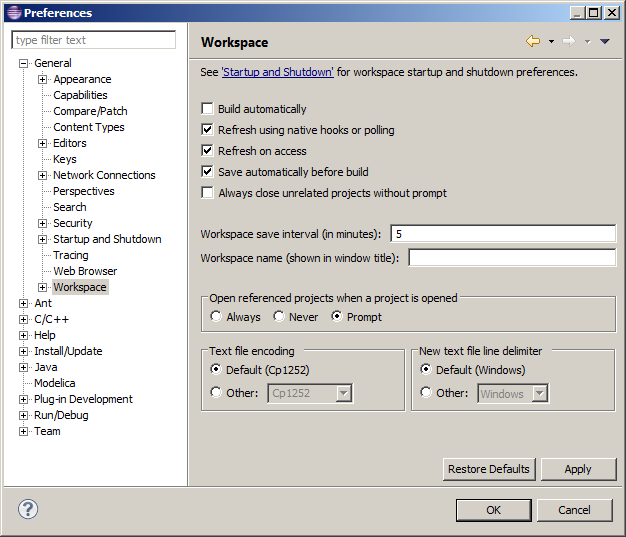 Preferences
type filter text
General
Appearance
Capabilities
Compare/Patch
Content Types
Editors
Keys
Network Connections
Perspectives
Search
Security
Startup and Shutdown
Tracing
Web Browser
Workspace
Ant
C/C++
Help
Install/Update
Java
Modelica
Plug-in Development
Run/Debug
Team
Workspace
See 'Startup and Shutdown' for workspace startup and shutdown preferences.
Build automatically
Refresh using native hooks or polling
Refresh on access
Save automatically before build
Always close unrelated projects without prompt
Workspace save interval (in minutes): 5
Workspace name (shown in window title):
Open referenced projects when a project is opened
Always Never Prompt
Text file encoding
Default (Cp1252)
Other: Cp1252
New text file line delimiter
Default (Windows)
Other: Windows
Restore Defaults Apply
? OK Cancel